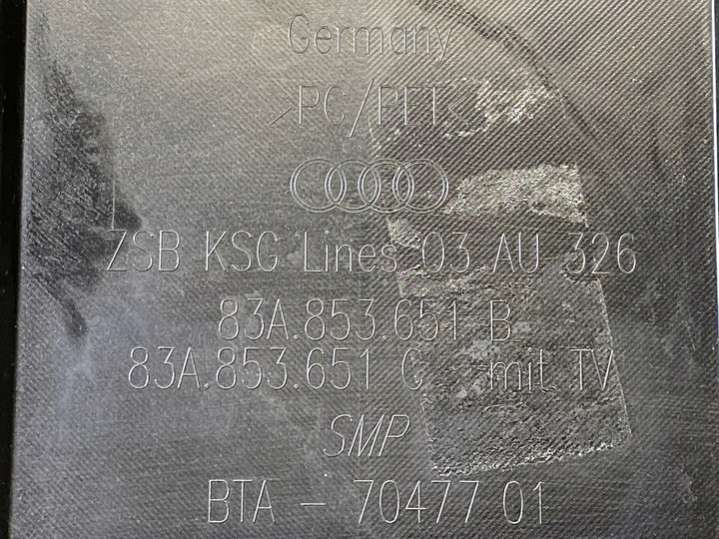 Germany
>PC/PET<
ZSB KSG Lines 03 AU 326
83A.853.651 B
83A.853.651 C mit TV
SMP
BTA - 70477 01